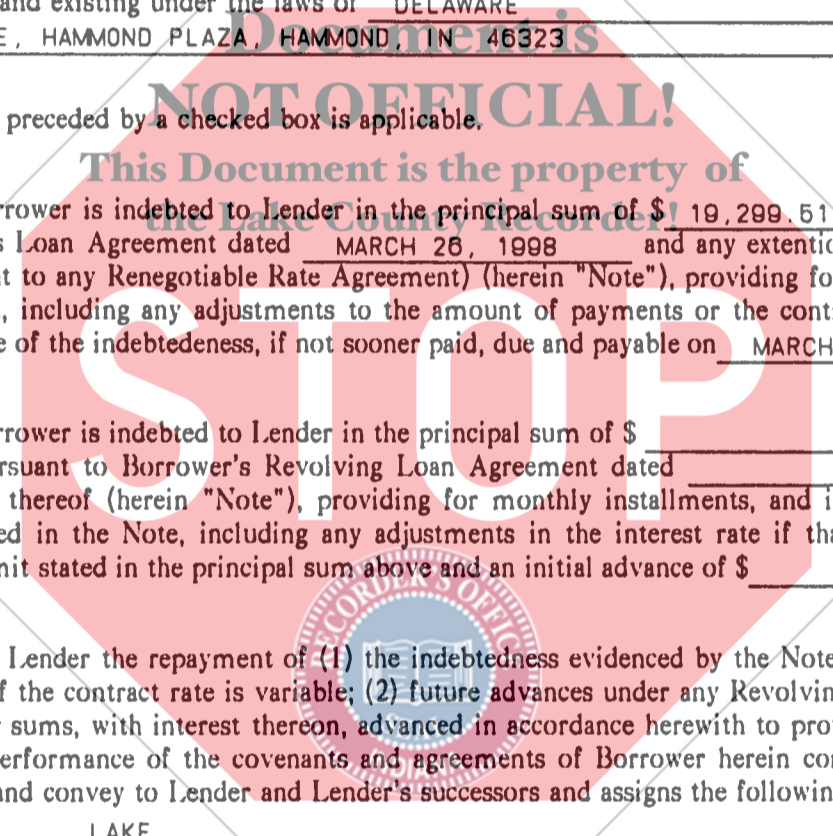 and existing under the laws of DELAWARE
E, HAMMOND PLAZA, HAMMOND, IN 46323
Document is
NOT OFFICIAL!
preceded by a checked box is applicable.
This Document is the property of
the Lake County Recorder!
rrower is indebted to Lender in the principal sum of $ 19,299.51
s Loan Agreement dated MARCH 26, 1998 and any extentio
t to any Renegotiable Rate Agreement) (herein "Note"), providing fo
, including any adjustments to the amount of payments or the cont
e of the indebtedeness, if not sooner paid, due and payable on MARCH
STOP
rrower is indebted to Lender in the principal sum of $
rsuant to Borrower's Revolving Loan Agreement dated
thereof (herein "Note"), providing for monthly installments, and i
ed in the Note, including any adjustments in the interest rate if tha
mit stated in the principal sum above and an initial advance of $
RECORDER'S OFFICE
Lender the repayment of (1) the indebtedness evidenced by the Note
f the contract rate is variable; (2) future advances under any Revolvin
r sums, with interest thereon, advanced in accordance herewith to pro
erformance of the covenants and agreements of Borrower herein co
and convey to Lender and Lender's successors and assigns the followin
LAKE